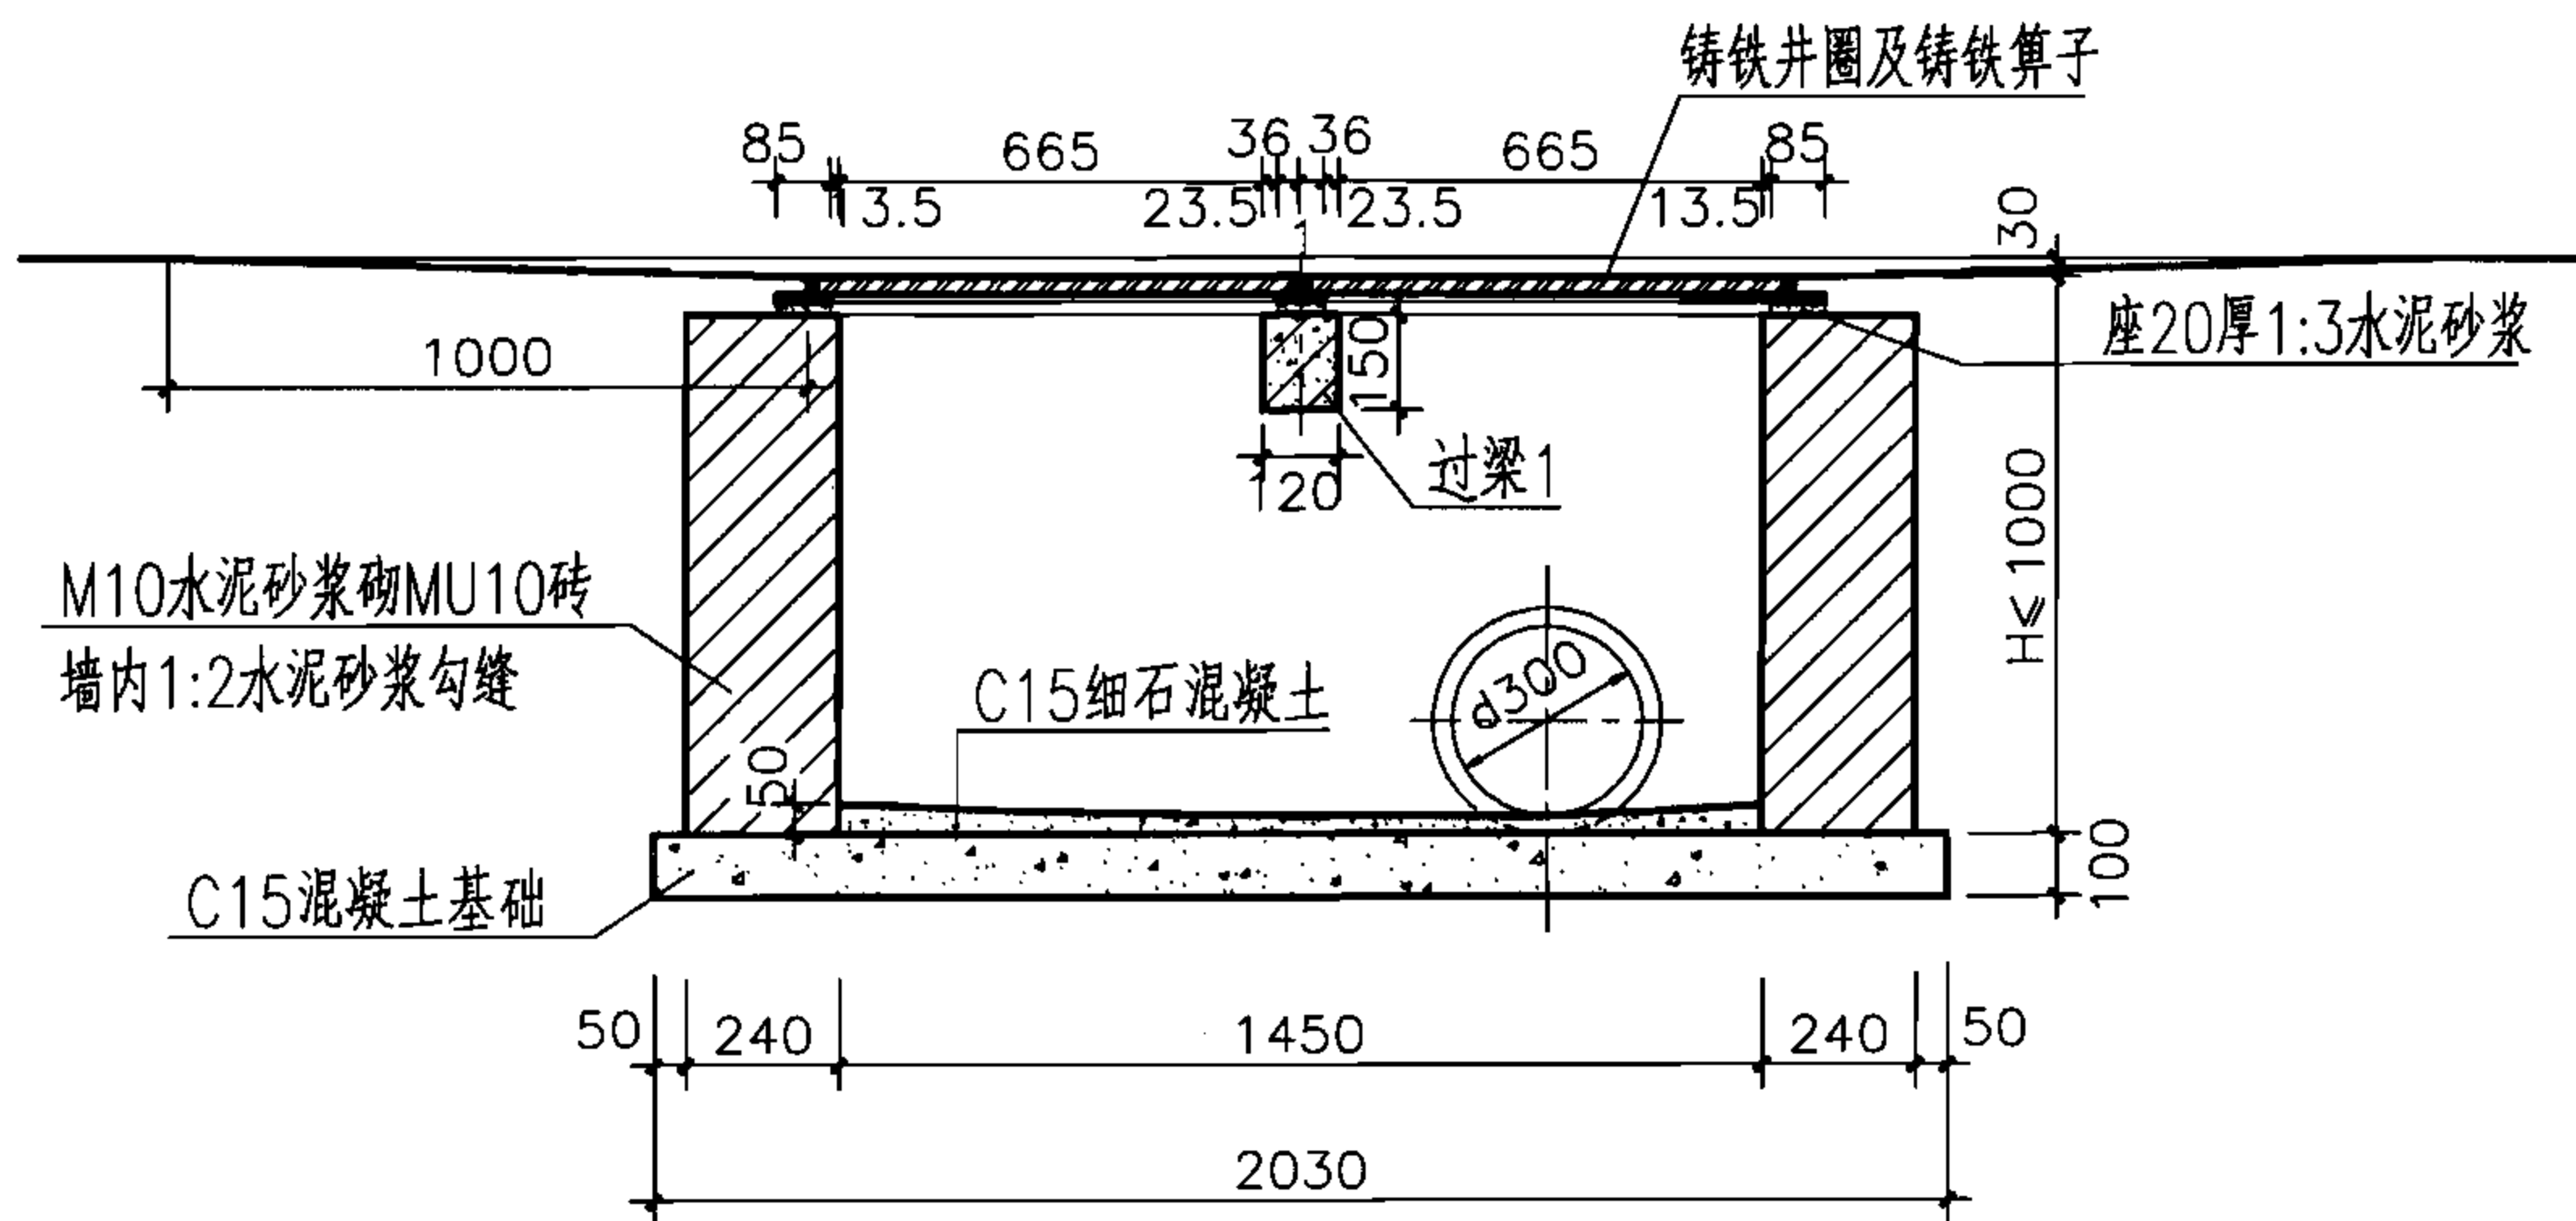 铸铁井圈及铸铁箅子
85 665 36 36 665 85
13.5 23.5 23.5 13.5
1
30
座20厚1:3水泥砂浆
1000
150
过梁1
120
H≤1000
M10水泥砂浆砌MU10砖
墙内1:2水泥砂浆勾缝
C15细石混凝土
d300
50
100
C15混凝土基础
50 240 1450 240 50
2030